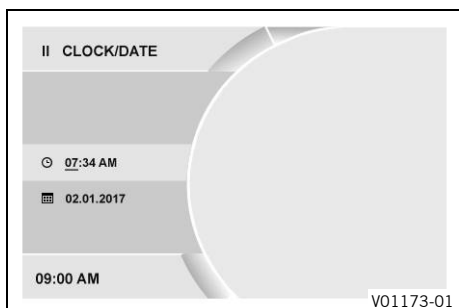 II CLOCK/DATE
07:34 AM
02.01.2017
09:00 AM
V01173-01